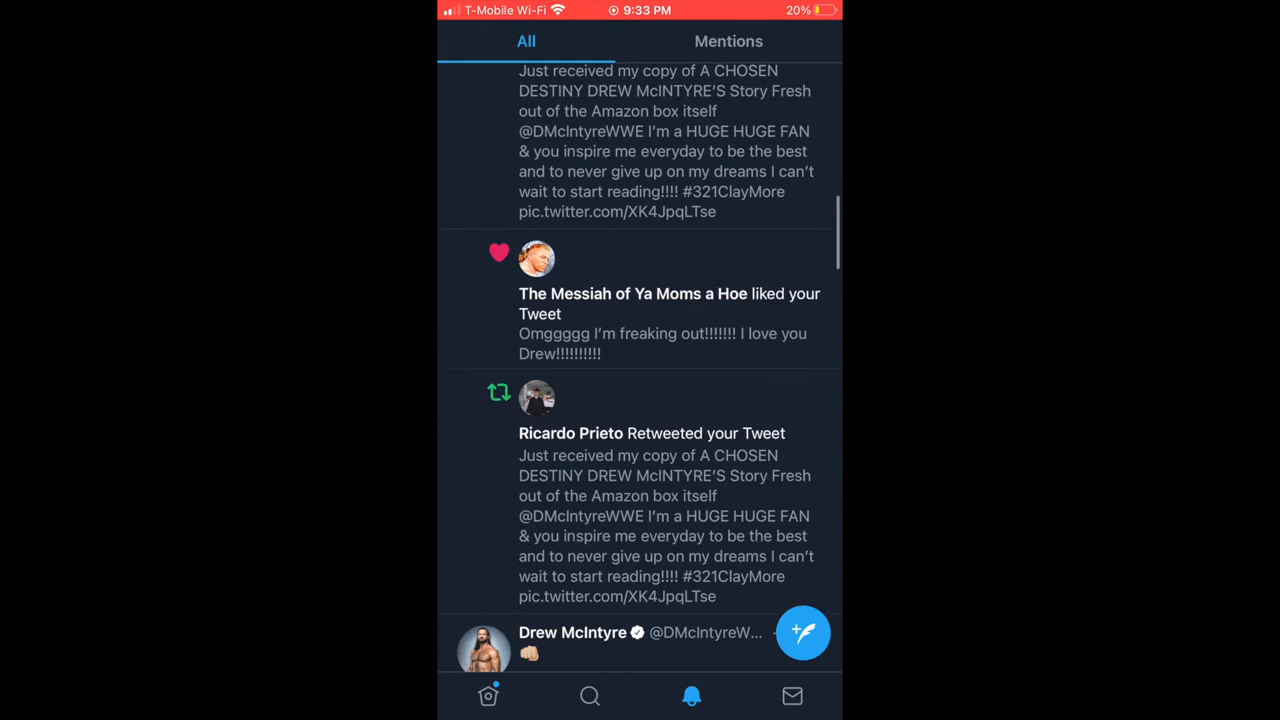 T-Mobile Wi-Fi 9:33 PM 20%
All Mentions
Just received my copy of A CHOSEN
DESTINY DREW McINTYRE'S Story Fresh
out of the Amazon box itself
@DMcIntyreWWE I'm a HUGE HUGE FAN
& you inspire me everyday to be the best
and to never give up on my dreams I can't
wait to start reading!!!! #321ClayMore
pic.twitter.com/XK4JpqLTse
The Messiah of Ya Moms a Hoe liked your
Tweet
Omggggg I'm freaking out!!!!!!! I love you
Drew!!!!!!!!!!
Ricardo Prieto Retweeted your Tweet
Just received my copy of A CHOSEN
DESTINY DREW McINTYRE'S Story Fresh
out of the Amazon box itself
@DMcIntyreWWE I'm a HUGE HUGE FAN
& you inspire me everyday to be the best
and to never give up on my dreams I can't
wait to start reading!!!! #321ClayMore
pic.twitter.com/XK4JpqLTse
Drew McIntyre @DMcIntyreW...